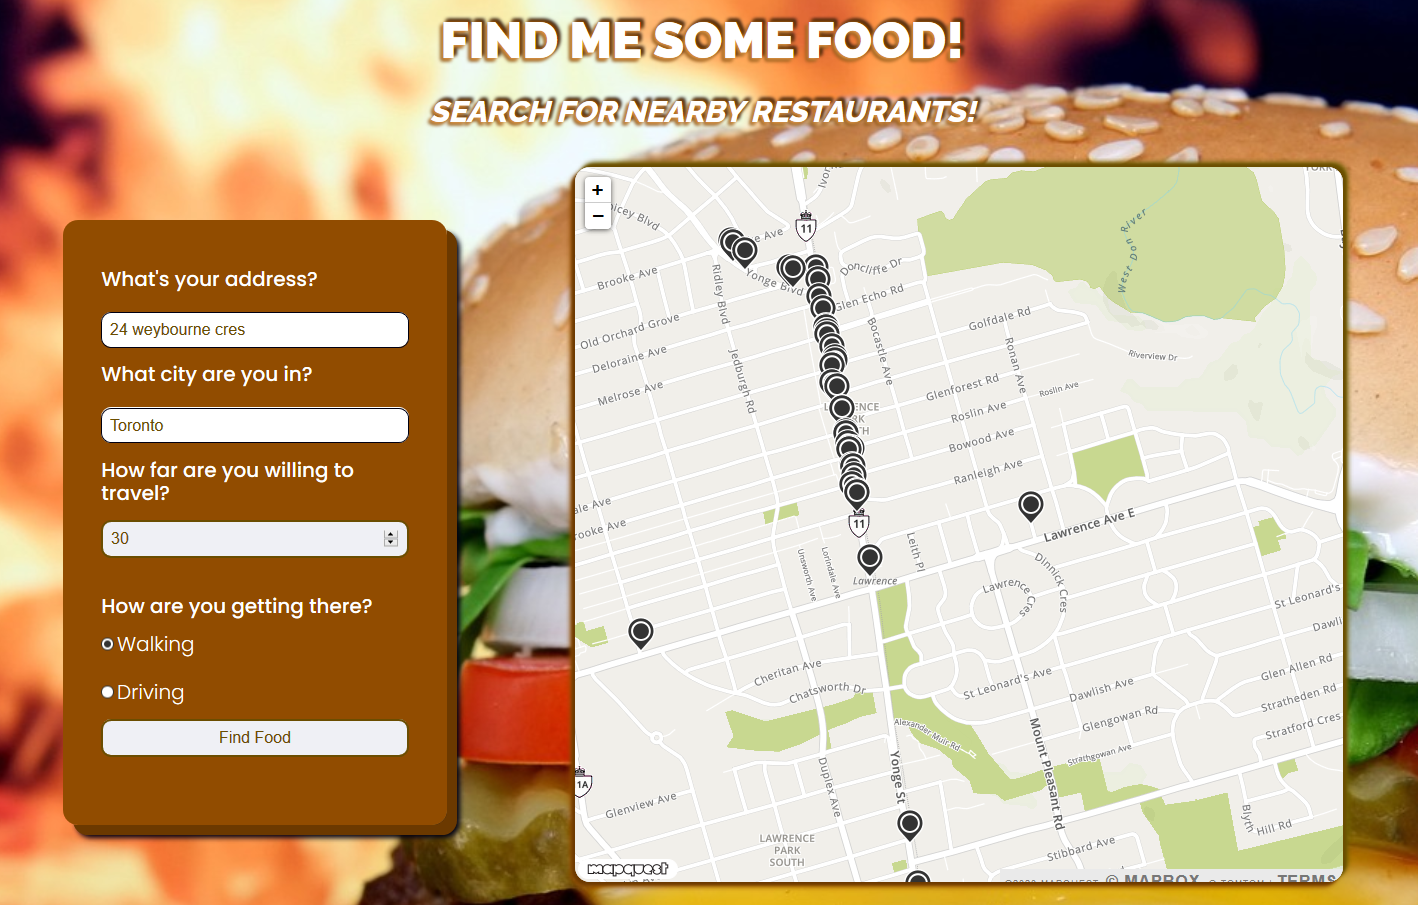 FIND ME SOME FOOD!
SEARCH FOR NEARBY RESTAURANTS!
What's your address?
24 weybourne cres
What city are you in?
Toronto
How far are you willing to
travel?
30
How are you getting there?
Walking
Driving
Find Food
+
−
11
Brooke Ave
Ridley Blvd
Yonge Blvd
Doncliffe Dr
Glen Echo Rd
West Don River
Old Orchard Grove
Deloraine Ave
Melrose Ave
Jedburgh Rd
Bocastle Ave
Golfdale Rd
Ronan Ave
Riverview Dr
Glenforest Rd
Roslin Ave
Roslin Ave
Bowood Ave
Ranleigh Ave
Lawrence Ave E
11
Lawrence
Leith Pl
Unsworth Ave
Lorindale Ave
Lawrence Cres
Dinnick Cres
St Leonard's
Cheritan Ave
Chatsworth Dr
St Leonard's Ave
Dawlish Ave
Glengowan Rd
Glen Allen Rd
Stratheden Rd
Stratford Cres
Strathgowan Ave
Alexander Muir Rd
Mount Pleasant Rd
Yonge St
Duplex Ave
1A
Glenview Ave
LAWRENCE
PARK
SOUTH
Blyth
Hill Rd
Stibbard Ave
mapquest
© MAPBOX
TERMS